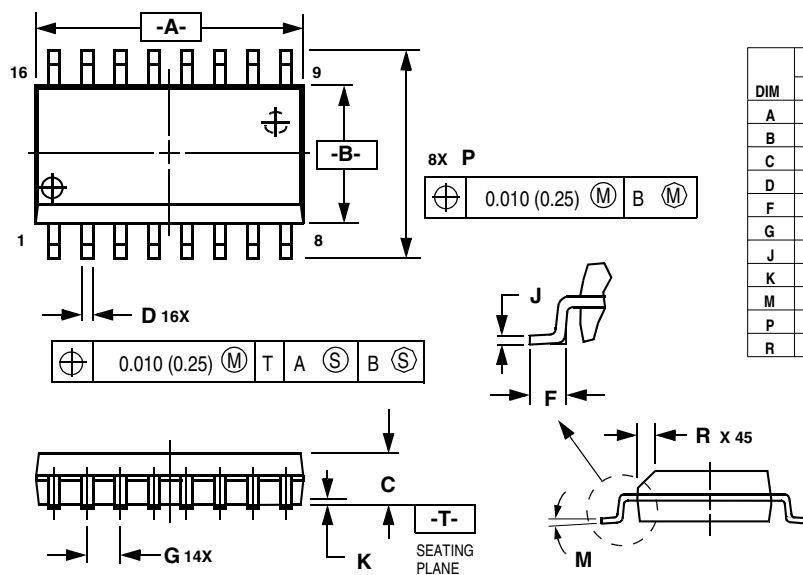 -A-
16
9
-B-
8X P
0.010 (0.25) M B M
1
8
D 16X
0.010 (0.25) M T A S B S
J
F
R X 45
C
-T-
SEATING
PLANE
G 14X
K
M
DIM
A
B
C
D
F
G
J
K
M
P
R